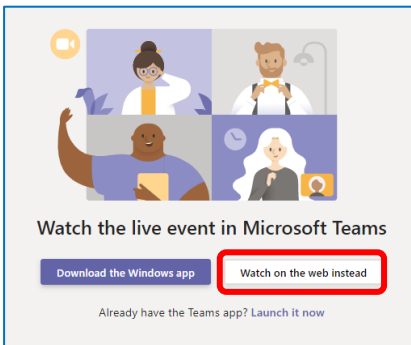 Watch the live event in Microsoft Teams
Download the Windows app
Watch on the web instead
Already have the Teams app? Launch it now